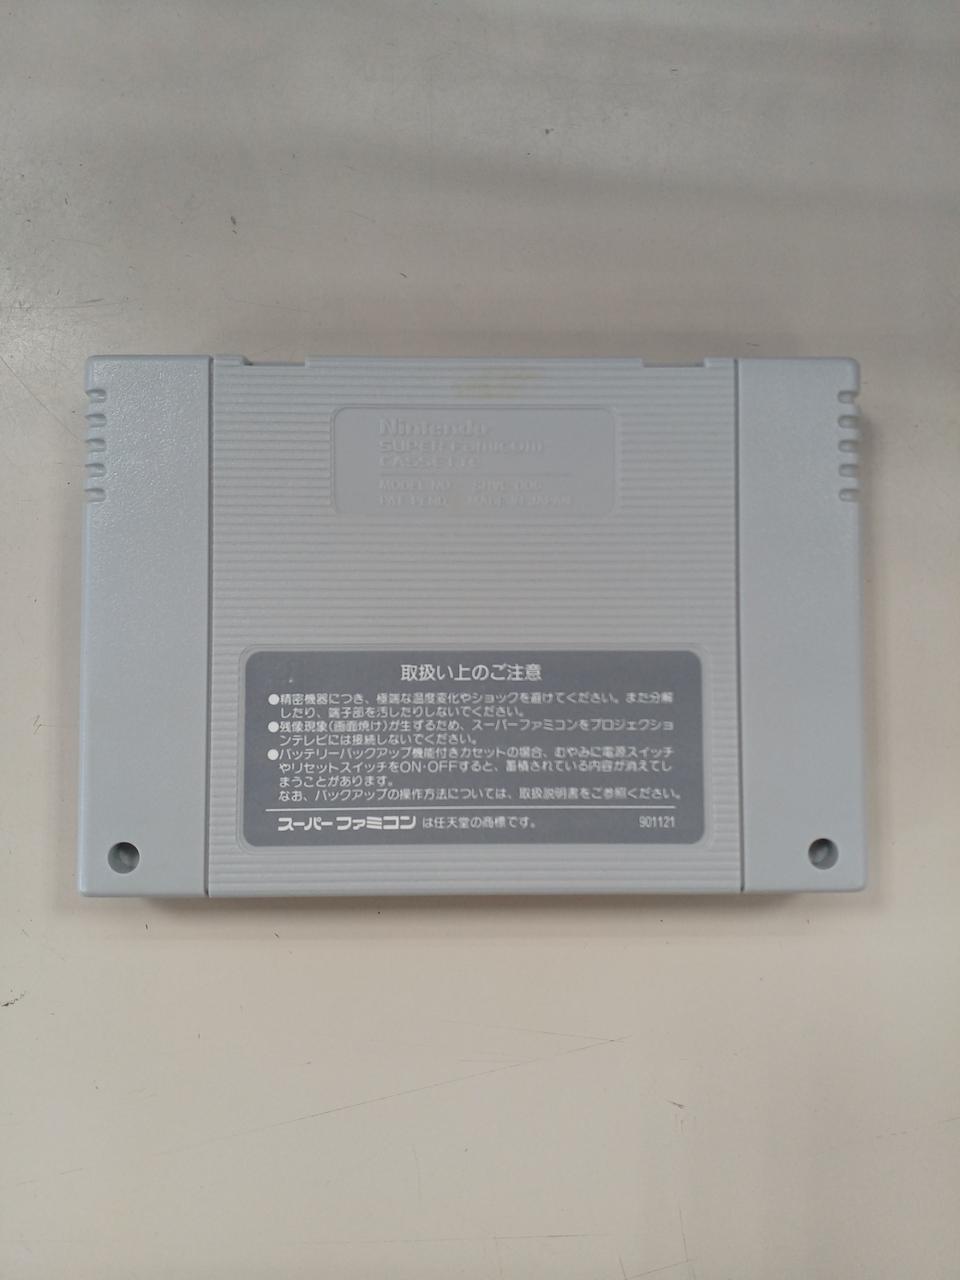 Nintendo
SUPER Famicom
CASSETTE
MODEL NO. SHVC-006
PAT. PEND. MADE IN JAPAN
取扱い上のご注意
●精密機器につき、極端な温度変化やショックを避けてください。また分解
したり、端子部を汚したりしないでください。
●残像現象(画面焼け)が生ずるため、スーパーファミコンをプロジェクショ
ンテレビには接続しないでください。
●バッテリーバックアップ機能付きカセットの場合、むやみに電源スイッチ
やリセットスイッチをON・OFFすると、蓄積されている内容が消えてし
まうことがあります。
なお、バックアップの操作方法については、取扱説明書をご参照ください。
スーパーファミコン は任天堂の商標です。 901121